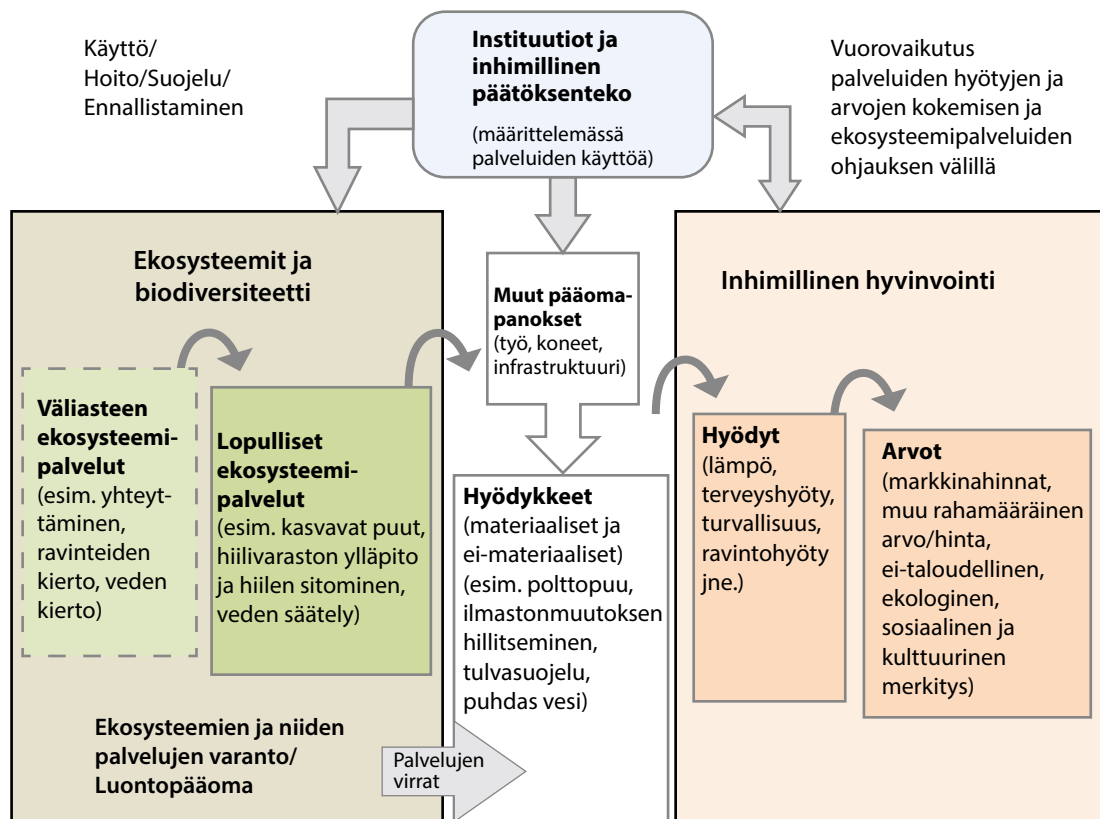 Käyttö/
Hoito/Suojelu/
Ennallistaminen
Instituutiot ja
inhimillinen
päätöksenteko
(määrittelemässä
palveluiden käyttöä)
Vuorovaikutus
palveluiden hyötyjen ja
arvojen kokemisen ja
ekosysteemipalveluiden
ohjauksen välillä
Ekosysteemit ja
biodiversiteetti
Väliasteen
ekosysteemi-
palvelut
(esim. yhteyt-
täminen,
ravinteiden
kierto, veden
kierto)
Lopulliset
ekosysteemi-
palvelut
(esim. kasvavat puut,
hiilivaraston ylläpito
ja hiilen sitominen,
veden säätely)
Ekosysteemien ja niiden
palvelujen varanto/
Luontopääoma
Muut pääoma-
panokset
(työ, koneet,
infrastruktuuri)
Hyödykkeet
(materiaaliset ja
ei-materiaaliset)
(esim. polttopuu,
ilmastonmuutoksen
hillitseminen,
tulvasuojelu,
puhdas vesi)
Palvelujen
virrat
Inhimillinen hyvinvointi
Hyödyt
(lämpö,
terveyshyöty,
turvallisuus,
ravintohyöty
jne.)
Arvot
(markkinahinnat,
muu rahamääräinen
arvo/hinta,
ei-taloudellinen,
ekologinen,
sosiaalinen ja
kulttuurinen
merkitys)